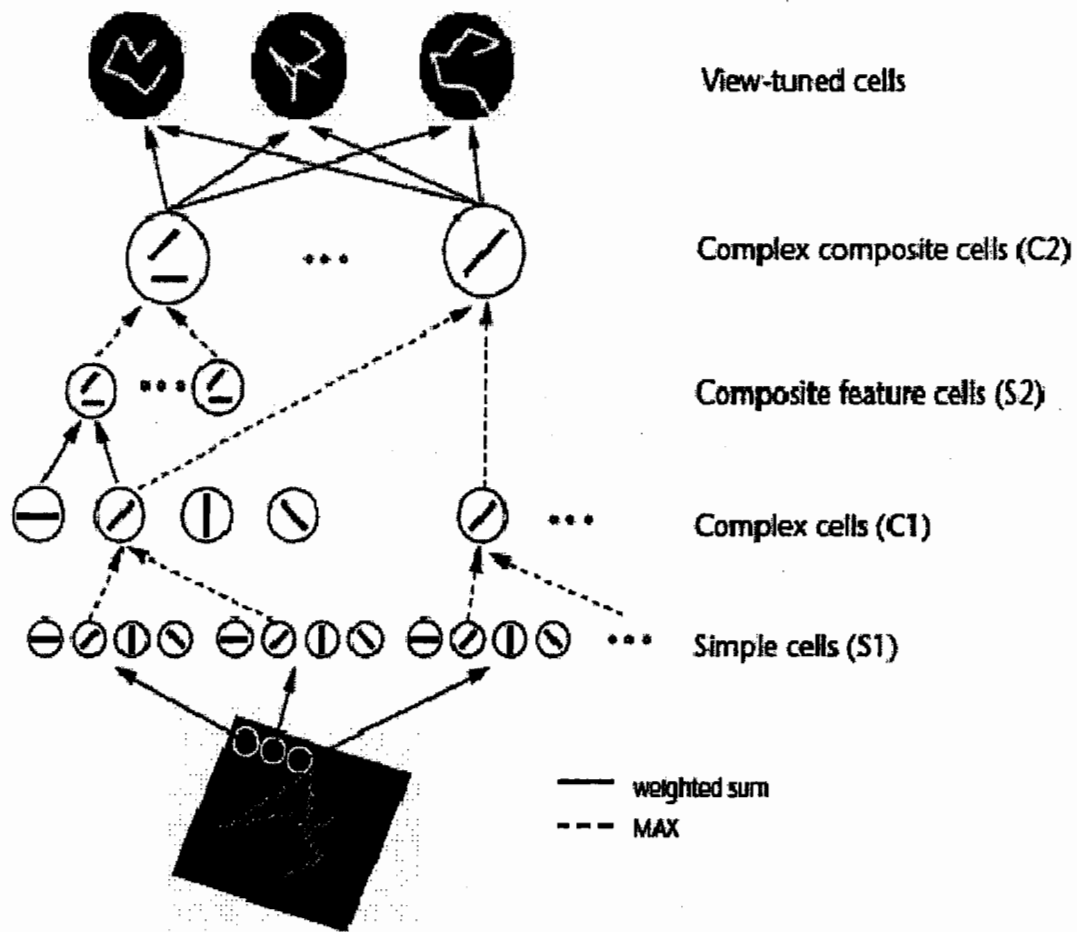 View-tuned cells
Complex composite cells (C2)
Composite feature cells (S2)
Complex cells (C1)
Simple cells (S1)
weighted sum
MAX